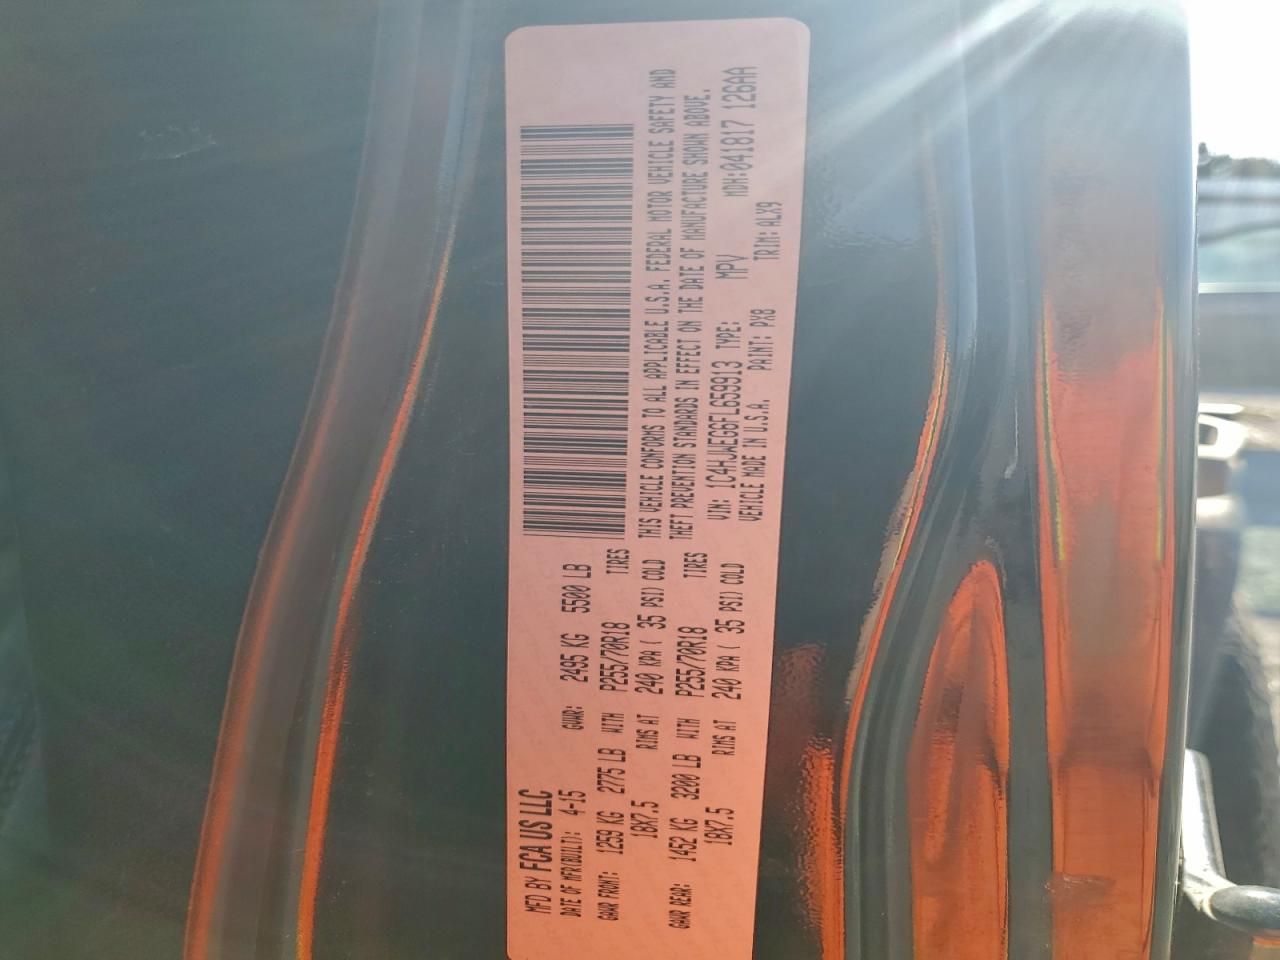 MFD BY FCA US LLC
DATE OF MFR(BUILT): 4-15 GVWR: 2495 KG 5500 LB
GAWR FRONT: 1259 KG 2775 LB WITH P255/70R18 TIRES
18X7.5 RIMS AT 240 KPA ( 35 PSI) COLD
GAWR REAR: 1452 KG 3200 LB WITH P255/70R18 TIRES
18X7.5 RIMS AT 240 KPA ( 35 PSI) COLD
THIS VEHICLE CONFORMS TO ALL APPLICABLE U.S.A. FEDERAL MOTOR VEHICLE SAFETY AND
THEFT PREVENTION STANDARDS IN EFFECT ON THE DATE OF MANUFACTURE SHOWN ABOVE.
VIN: 1C4HJWEG6FL659913 TYPE: MPV MDH:041817 126AA
VEHICLE MADE IN U.S.A. PAINT: PX8 TRIM: ALX9